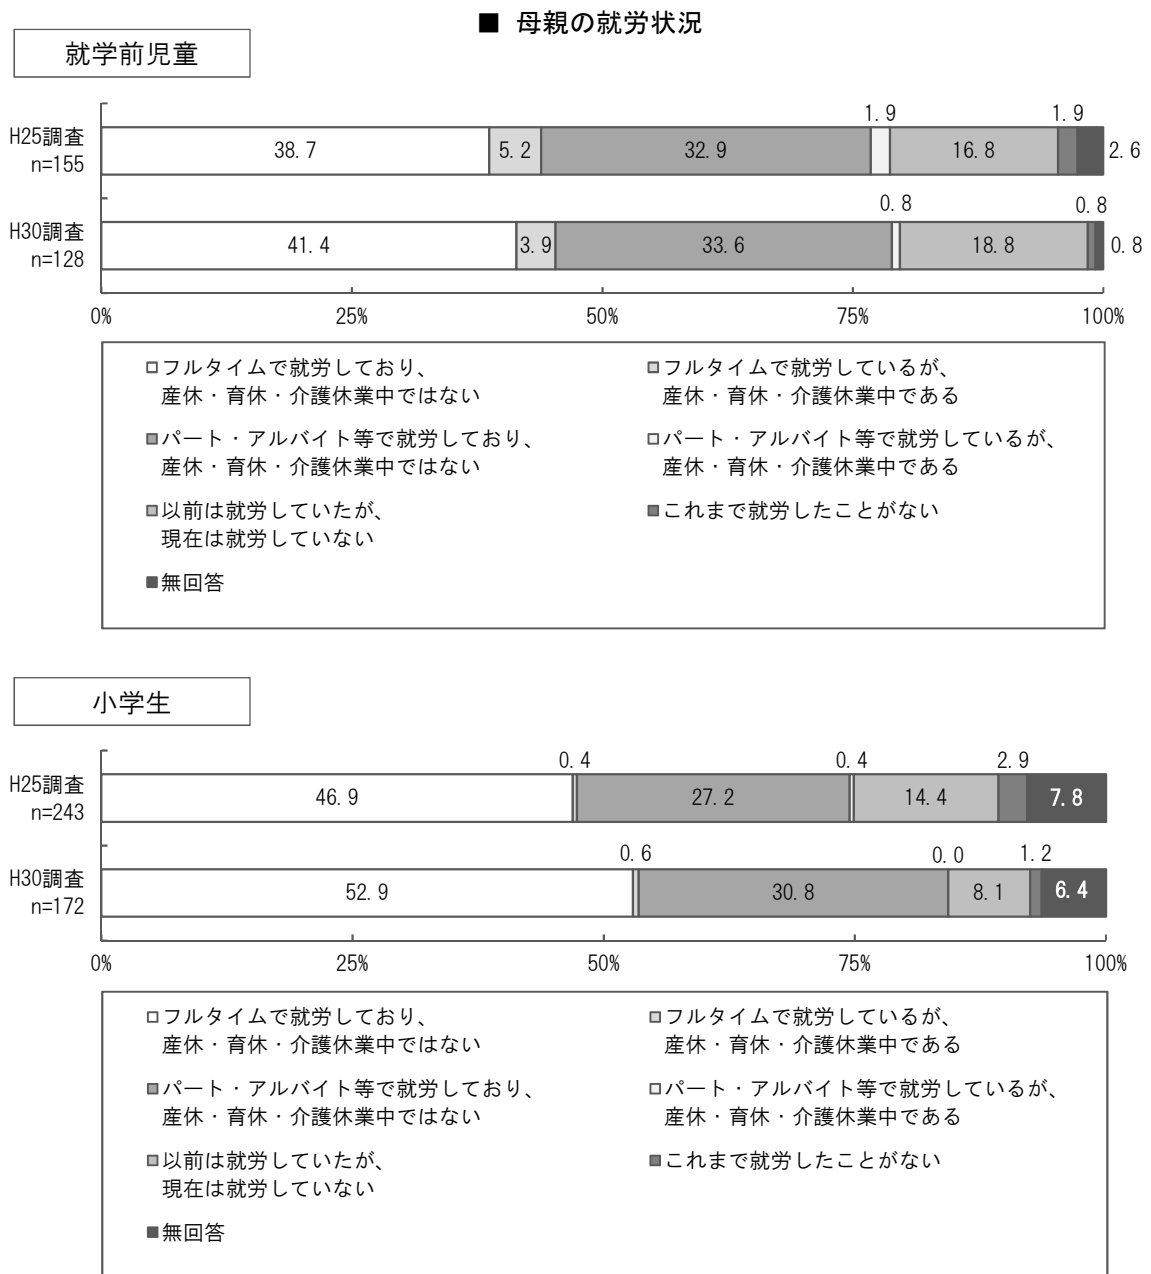 ■ 母親の就労状況
就学前児童
1.9 1.9
H25調査
n=155
38.7 5.2 32.9 16.8 2.6
0.8 0.8
H30調査
n=128
41.4 3.9 33.6 18.8 0.8
0% 25% 50% 75% 100%
フルタイムで就労しており、
産休・育休・介護休業中ではない
フルタイムで就労しているが、
産休・育休・介護休業中である
パート・アルバイト等で就労しており、
産休・育休・介護休業中ではない
パート・アルバイト等で就労しているが、
産休・育休・介護休業中である
以前は就労していたが、
現在は就労していない
これまで就労したことがない
無回答
小学生
0.4 0.4 2.9
H25調査
n=243
46.9 27.2 14.4 7.8
0.6 0.0 1.2
H30調査
n=172
52.9 30.8 8.1 6.4
0% 25% 50% 75% 100%
フルタイムで就労しており、
産休・育休・介護休業中ではない
フルタイムで就労しているが、
産休・育休・介護休業中である
パート・アルバイト等で就労しており、
産休・育休・介護休業中ではない
パート・アルバイト等で就労しているが、
産休・育休・介護休業中である
以前は就労していたが、
現在は就労していない
これまで就労したことがない
無回答